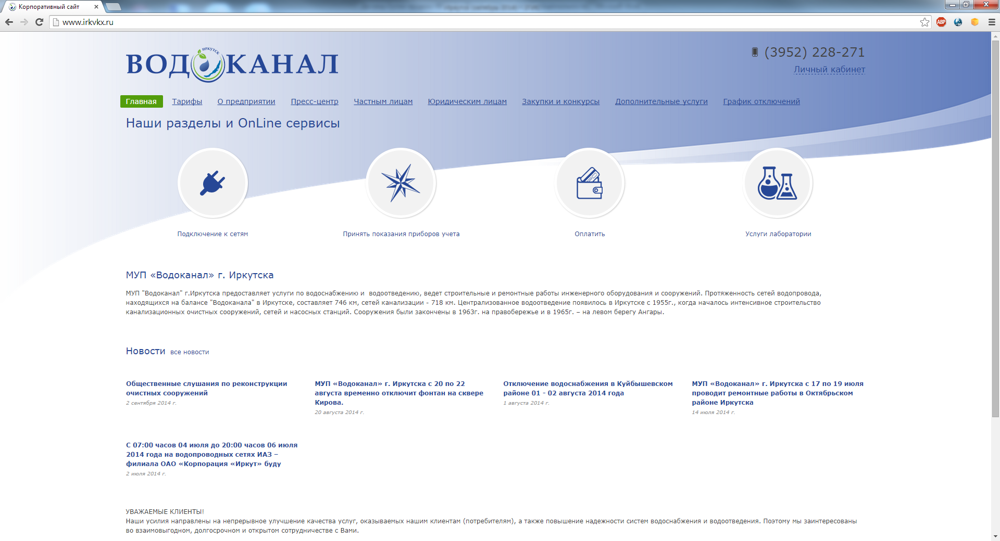 Корпоративный сайт
www.irkvkx.ru
ABP
ИРКУТСК
ВОДОКАНАЛ
(3952) 228-271
Личный кабинет
Главная Тарифы О предприятии Пресс-центр Частным лицам Юридическим лицам Закупки и конкурсы Дополнительные услуги График отключений
Наши разделы и OnLine сервисы
Подключение к сетям
Принять показания приборов учета
Оплатить
Услуги лаборатории
МУП «Водоканал» г. Иркутска
МУП "Водоканал" г.Иркутска предоставляет услуги по водоснабжению и  водоотведению, ведет строительные и ремонтные работы инженерного оборудования и сооружений. Протяженность сетей водопровода,
находящихся на балансе "Водоканала" в Иркутске, составляет 746 км, сетей канализации - 718 км. Централизованное водоотведение появилось в Иркутске с 1955г., когда началось интенсивное строительство
канализационных очистных сооружений, сетей и насосных станций. Сооружения были закончены в 1963г. на правобережье и в 1965г. – на левом берегу Ангары.
Новости все новости
Общественные слушания по реконструкции
очистных сооружений
2 сентября 2014 г.
МУП «Водоканал» г. Иркутска с 20 по 22
августа временно отключит фонтан на сквере
Кирова.
20 августа 2014 г.
Отключение водоснабжения в Куйбышевском
районе 01 - 02 августа 2014 года
1 августа 2014 г.
МУП «Водоканал» г. Иркутска с 17 по 19 июля
проводит ремонтные работы в Октябрьском
районе Иркутска
14 июля 2014 г.
С 07:00 часов 04 июля до 20:00 часов 06 июля
2014 года на водопроводных сетях ИАЗ –
филиала ОАО «Корпорация «Иркут» буду
2 июля 2014 г.
УВАЖАЕМЫЕ КЛИЕНТЫ!
Наши усилия направлены на непрерывное улучшение качества услуг, оказываемых нашим клиентам (потребителям), а также повышение надежности систем водоснабжения и водоотведения. Поэтому мы заинтересованы
во взаимовыгодном, долгосрочном и открытом сотрудничестве с Вами.